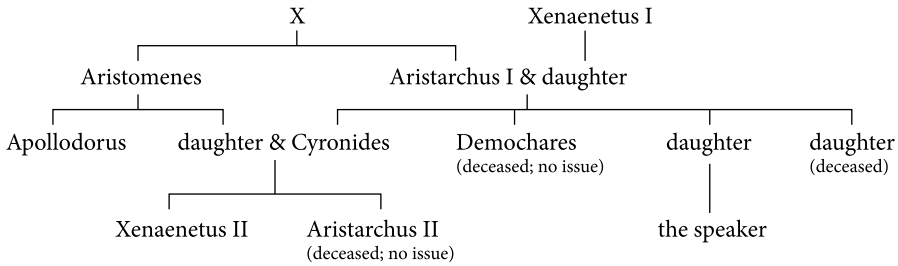 X Xenaenetus I
Aristomenes Aristarchus I & daughter
Apollodorus daughter & Cyronides Demochares daughter daughter
(deceased; no issue) (deceased)
Xenaenetus II Aristarchus II the speaker
(deceased; no issue)